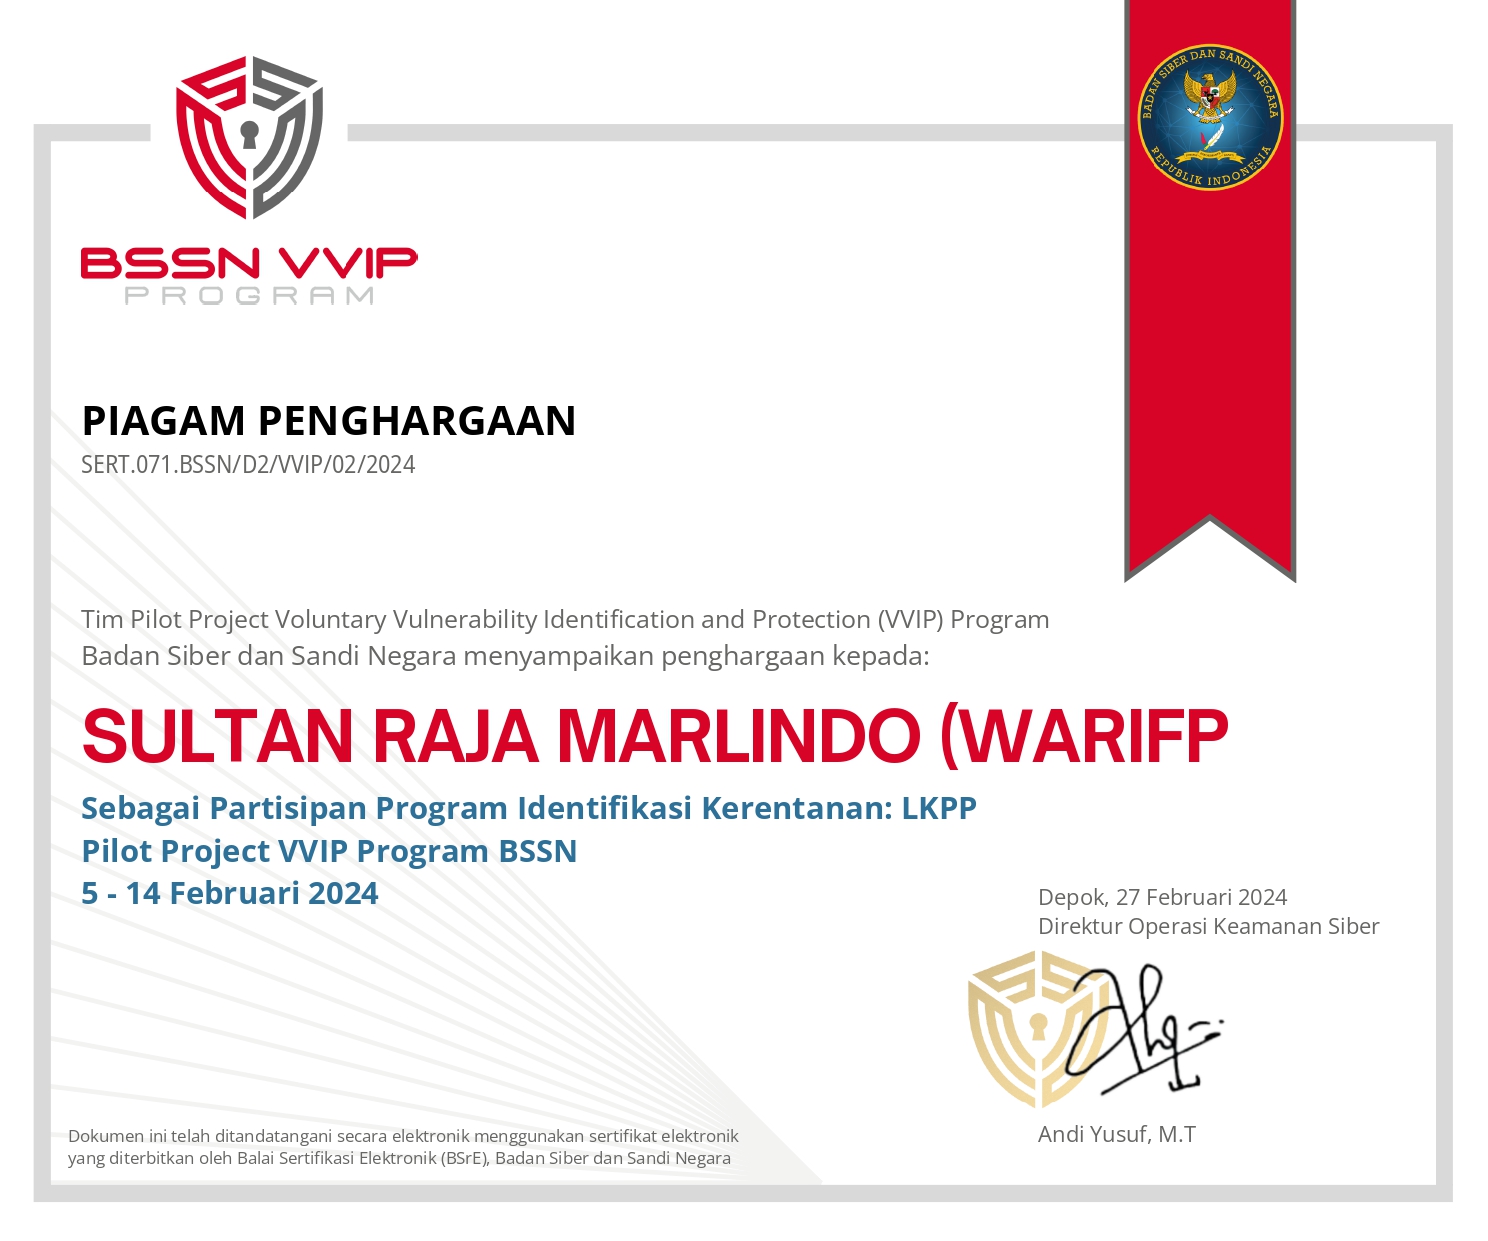 BADAN SIBER DAN SANDI NEGARA
REPUBLIK INDONESIA
BSSN VVIP
PROGRAM
PIAGAM PENGHARGAAN
SERT.071.BSSN/D2/VVIP/02/2024
Tim Pilot Project Voluntary Vulnerability Identification and Protection (VVIP) Program
Badan Siber dan Sandi Negara menyampaikan penghargaan kepada:
SULTAN RAJA MARLINDO (WARIFP
Sebagai Partisipan Program Identifikasi Kerentanan: LKPP
Pilot Project VVIP Program BSSN
5 - 14 Februari 2024
Depok, 27 Februari 2024
Direktur Operasi Keamanan Siber
Andi Yusuf, M.T
Dokumen ini telah ditandatangani secara elektronik menggunakan sertifikat elektronik
yang diterbitkan oleh Balai Sertifikasi Elektronik (BSrE), Badan Siber dan Sandi Negara